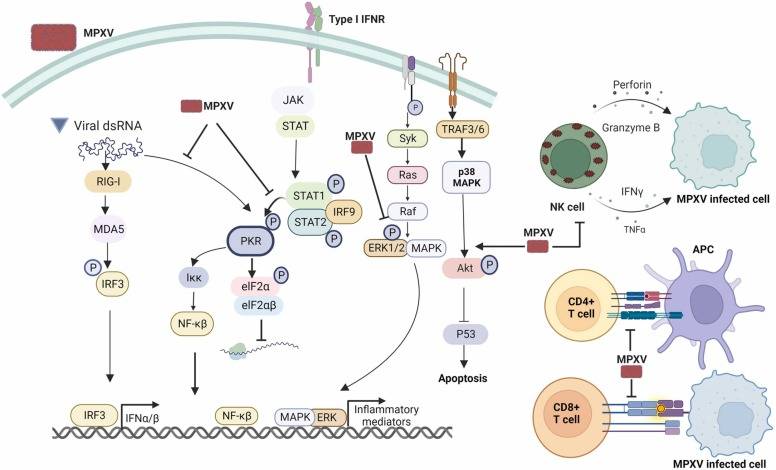 MPXV
Type I IFNR
Viral dsRNA
MPXV
JAK
STAT
P
Syk
TRAF3/6
MPXV
Ras
p38
MAPK
RIG-I
MDA5
P
IRF3
STAT1
P
STAT2
IRF9
P
P
PKR
Raf
P
ERK1/2
MAPK
Akt
P
Iκκ
NF-κβ
eIF2α
P
eIF2αβ
P53
Apoptosis
IRF3
IFNα/β
NF-κβ
MAPK
ERK
Inflammatory
mediators
Perforin
Granzyme B
NK cell
IFNγ
TNFα
MPXV infected cell
MPXV
APC
CD4+
T cell
MPXV
CD8+
T cell
MPXV infected cell